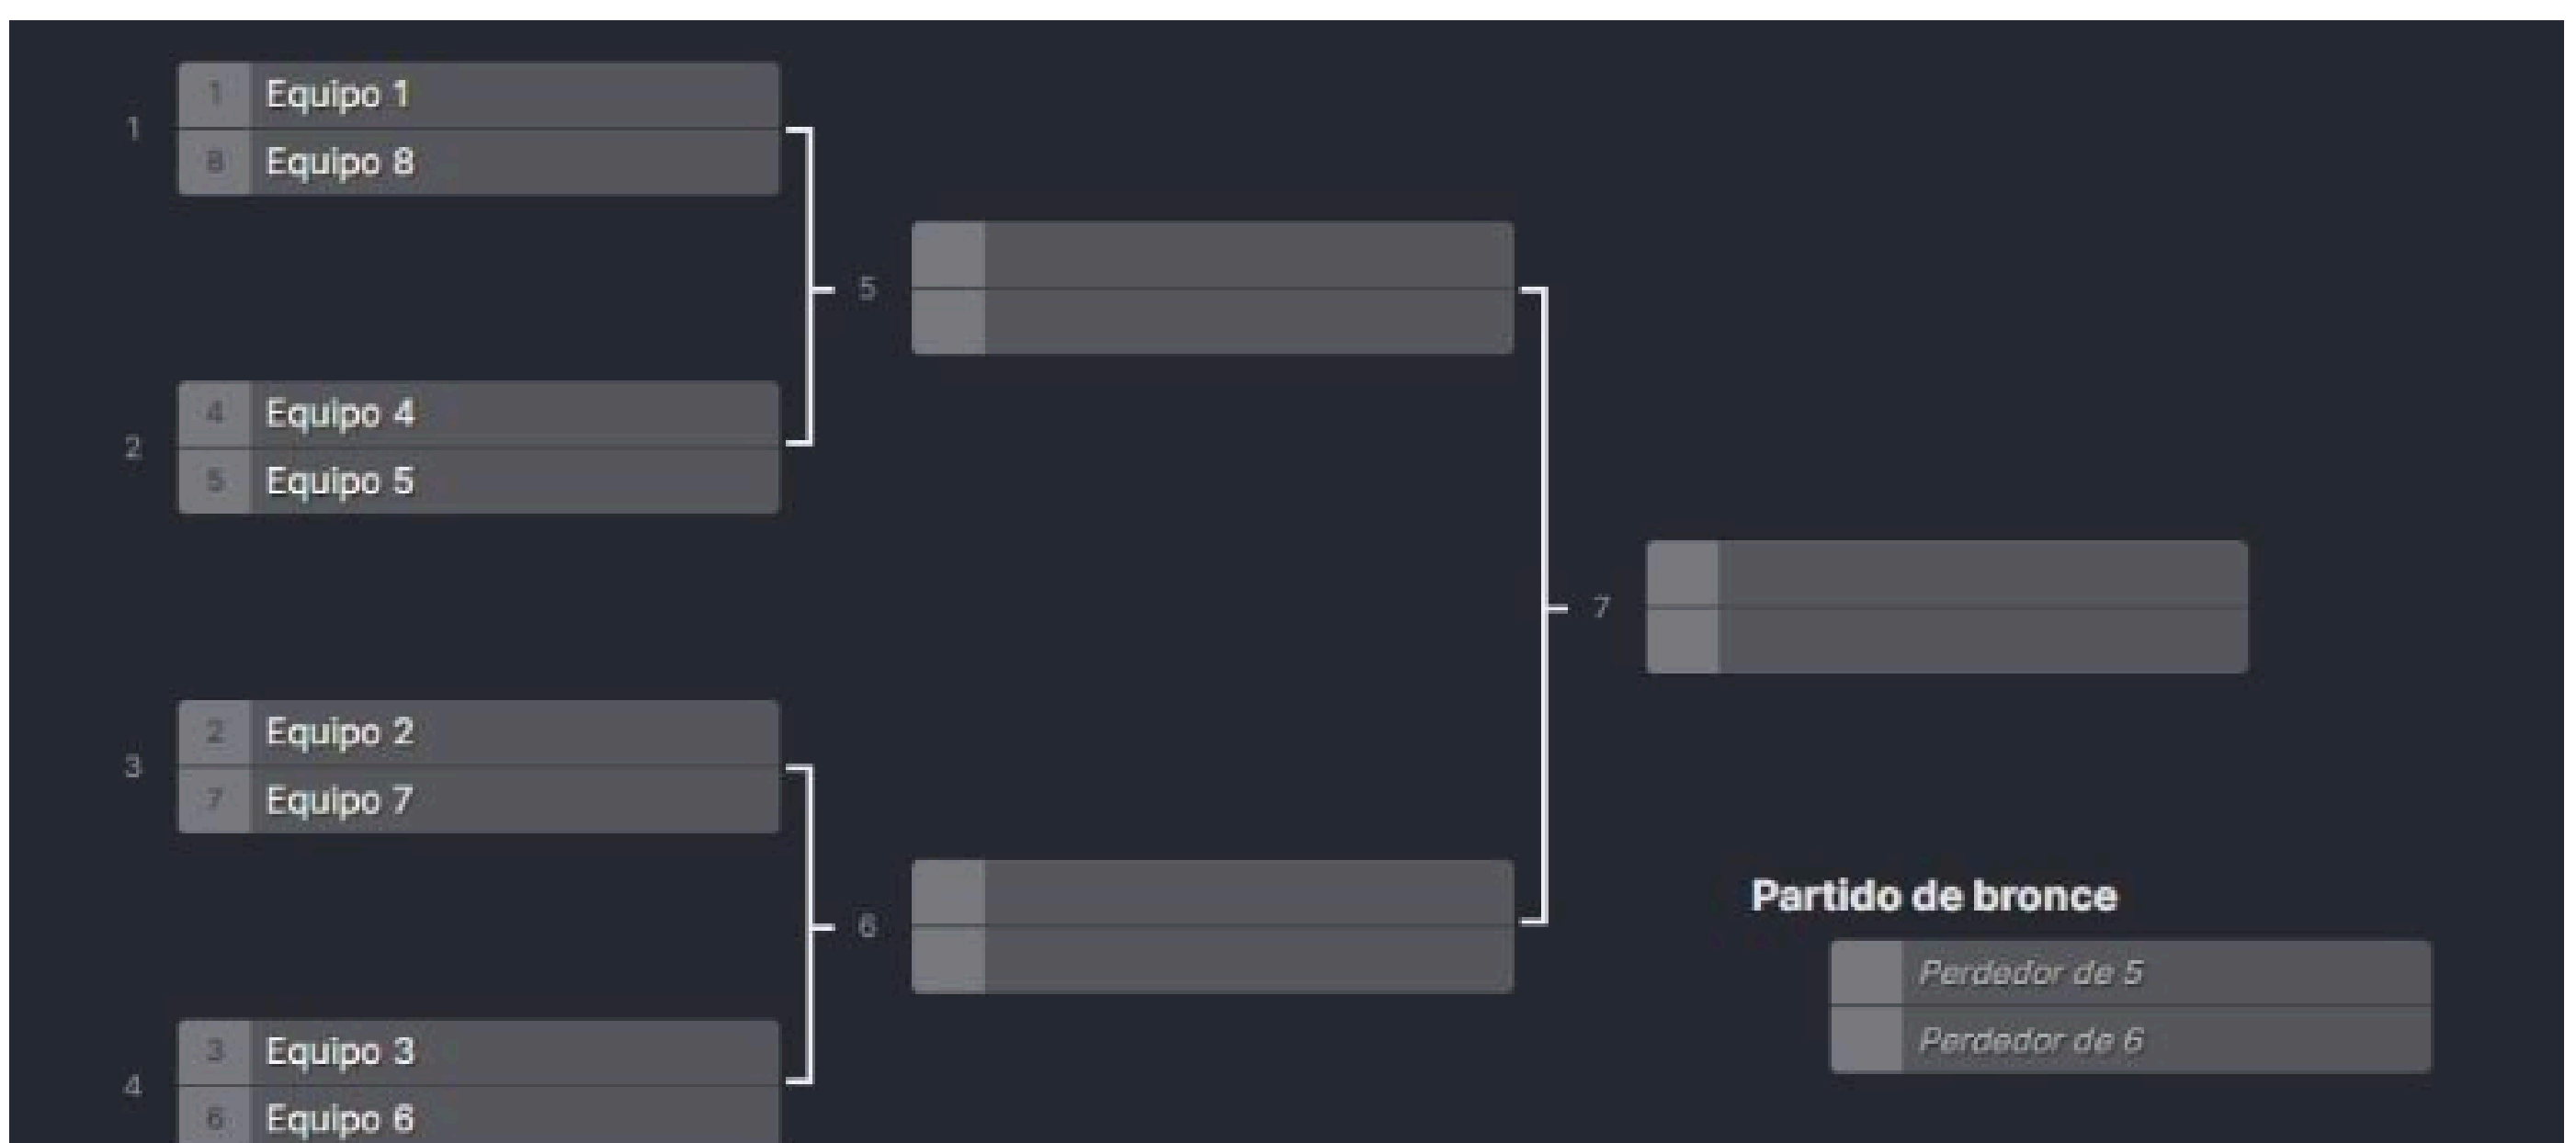 1
1 Equipo 1
8 Equipo 8
2
4 Equipo 4
5 Equipo 5
3
2 Equipo 2
7 Equipo 7
4
3 Equipo 3
6 Equipo 6
5
6
7
Partido de bronce
Perdedor de 5
Perdedor de 6